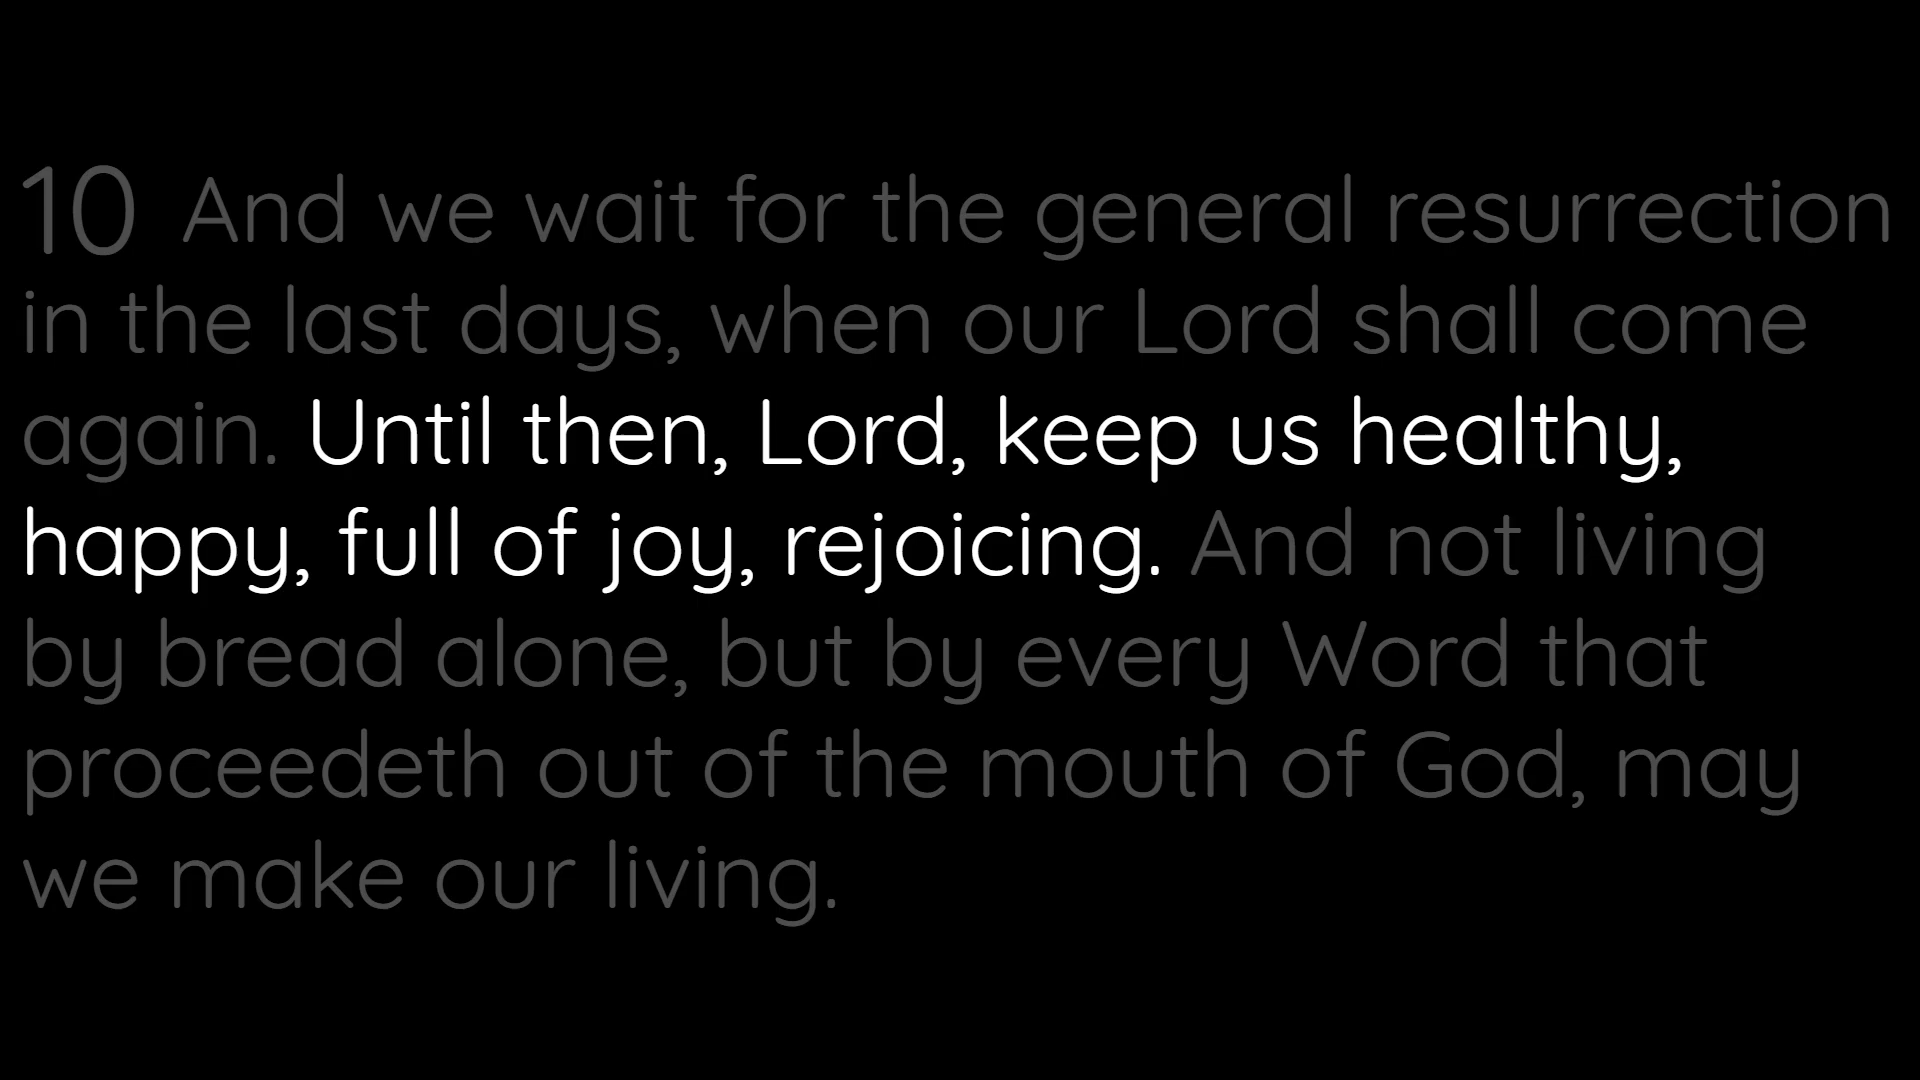 10 And we wait for the general resurrection
in the last days, when our Lord shall come
again. Until then, Lord, keep us healthy,
happy, full of joy, rejoicing. And not living
by bread alone, but by every Word that
proceedeth out of the mouth of God, may
we make our living.